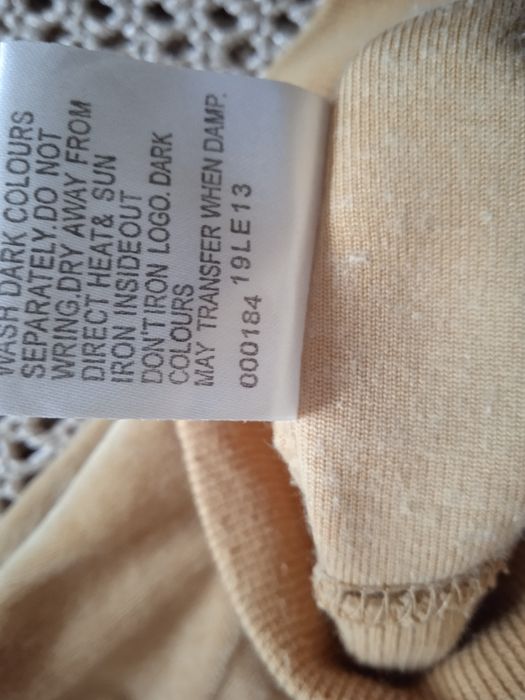 WASH DARK COLOURS
SEPARATELY.DO NOT
WRING.DRY AWAY FROM
DIRECT HEAT& SUN
IRON INSIDEOUT
DON'T IRON LOGO. DARK
COLOURS
MAY TRANSFER WHEN DAMP.
000184 19LE13